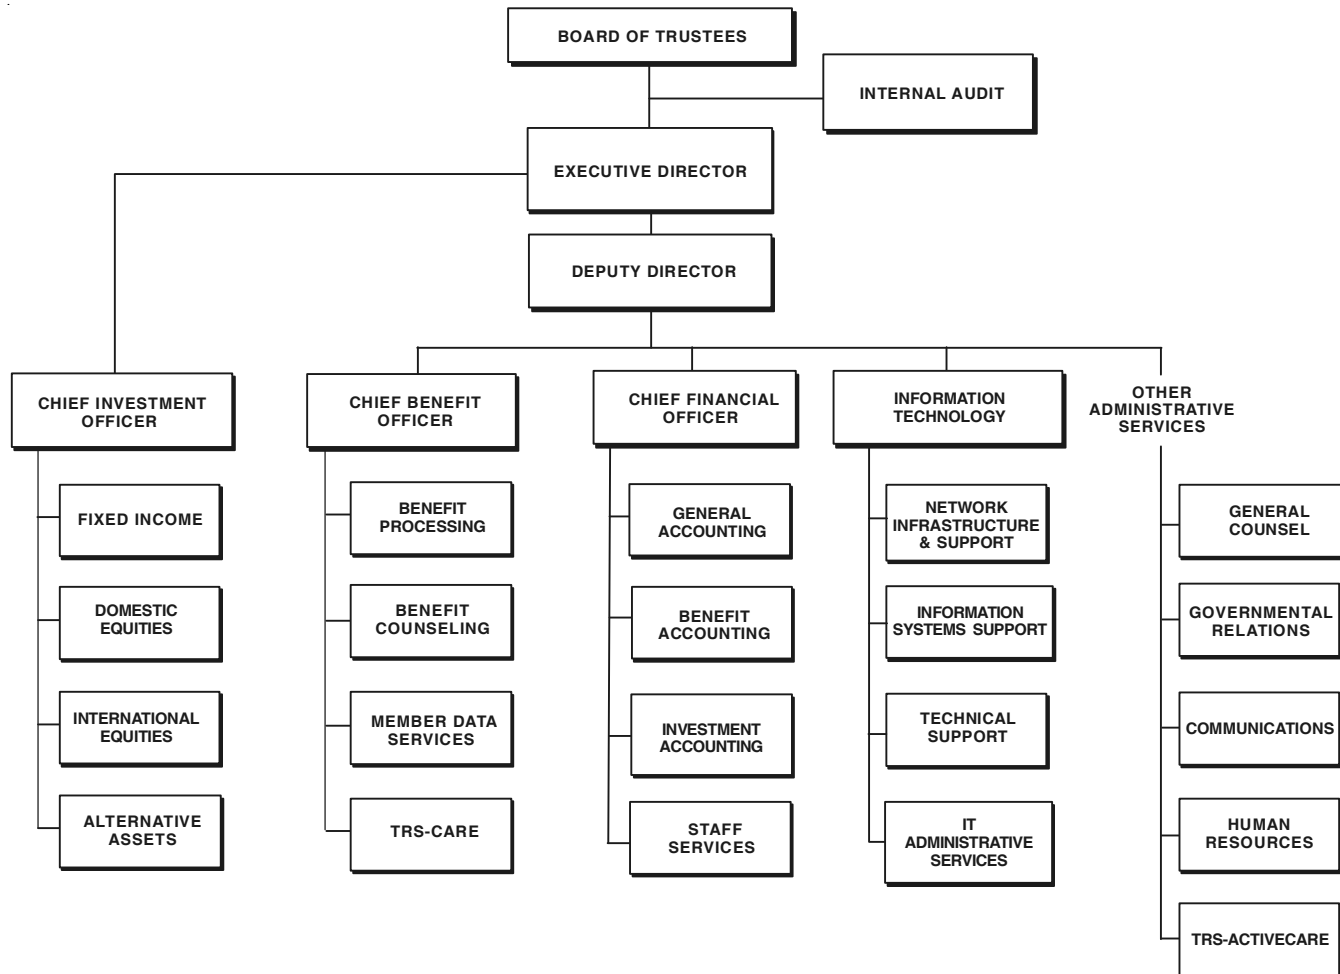 BOARD OF TRUSTEES
INTERNAL AUDIT
EXECUTIVE DIRECTOR
DEPUTY DIRECTOR
CHIEF INVESTMENT
OFFICER
FIXED INCOME
DOMESTIC
EQUITIES
INTERNATIONAL
EQUITIES
ALTERNATIVE
ASSETS
CHIEF BENEFIT
OFFICER
BENEFIT
PROCESSING
BENEFIT
COUNSELING
MEMBER DATA
SERVICES
TRS-CARE
CHIEF FINANCIAL
OFFICER
GENERAL
ACCOUNTING
BENEFIT
ACCOUNTING
INVESTMENT
ACCOUNTING
STAFF
SERVICES
INFORMATION
TECHNOLOGY
NETWORK
INFRASTRUCTURE
& SUPPORT
INFORMATION
SYSTEMS SUPPORT
TECHNICAL
SUPPORT
IT
ADMINISTRATIVE
SERVICES
OTHER
ADMINISTRATIVE
SERVICES
GENERAL
COUNSEL
GOVERNMENTAL
RELATIONS
COMMUNICATIONS
HUMAN
RESOURCES
TRS-ACTIVECARE